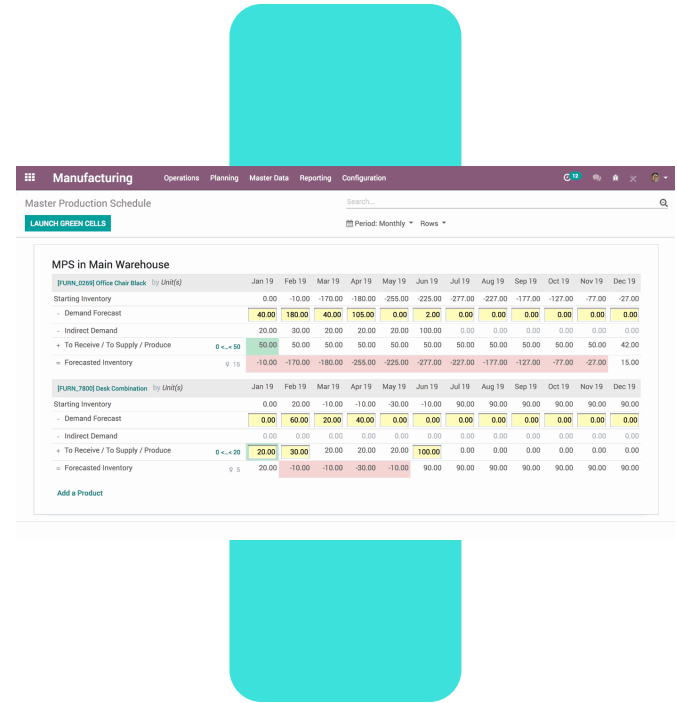 Manufacturing Operations Planning Master Data Reporting Configuration 12
Master Production Schedule Search...
LAUNCH GREEN CELLS Period: Monthly Rows
MPS in Main Warehouse
[FURN_0269] Office Chair Black by Unit(s) Jan 19 Feb 19 Mar 19 Apr 19 May 19 Jun 19 Jul 19 Aug 19 Sep 19 Oct 19 Nov 19 Dec 19
Starting Inventory 0.00 -10.00 -170.00 -180.00 -255.00 -225.00 -277.00 -227.00 -177.00 -127.00 -77.00 -27.00
- Demand Forecast 40.00 180.00 40.00 105.00 0.00 2.00 0.00 0.00 0.00 0.00 0.00 0.00
- Indirect Demand 20.00 30.00 20.00 20.00 20.00 100.00 0.00 0.00 0.00 0.00 0.00 0.00
+ To Receive / To Supply / Produce 0 <...< 50 50.00 50.00 50.00 50.00 50.00 50.00 50.00 50.00 50.00 50.00 50.00 42.00
= Forecasted Inventory 15 -10.00 -170.00 -180.00 -255.00 -225.00 -277.00 -227.00 -177.00 -127.00 -77.00 -27.00 15.00
[FURN_7800] Desk Combination by Unit(s) Jan 19 Feb 19 Mar 19 Apr 19 May 19 Jun 19 Jul 19 Aug 19 Sep 19 Oct 19 Nov 19 Dec 19
Starting Inventory 0.00 20.00 -10.00 -10.00 -30.00 -10.00 90.00 90.00 90.00 90.00 90.00 90.00
- Demand Forecast 0.00 60.00 20.00 40.00 0.00 0.00 0.00 0.00 0.00 0.00 0.00 0.00
- Indirect Demand 0.00 0.00 0.00 0.00 0.00 0.00 0.00 0.00 0.00 0.00 0.00 0.00
+ To Receive / To Supply / Produce 0 <...< 20 20.00 30.00 20.00 20.00 20.00 100.00 0.00 0.00 0.00 0.00 0.00 0.00
= Forecasted Inventory 5 20.00 -10.00 -10.00 -30.00 -10.00 90.00 90.00 90.00 90.00 90.00 90.00 90.00
Add a Product